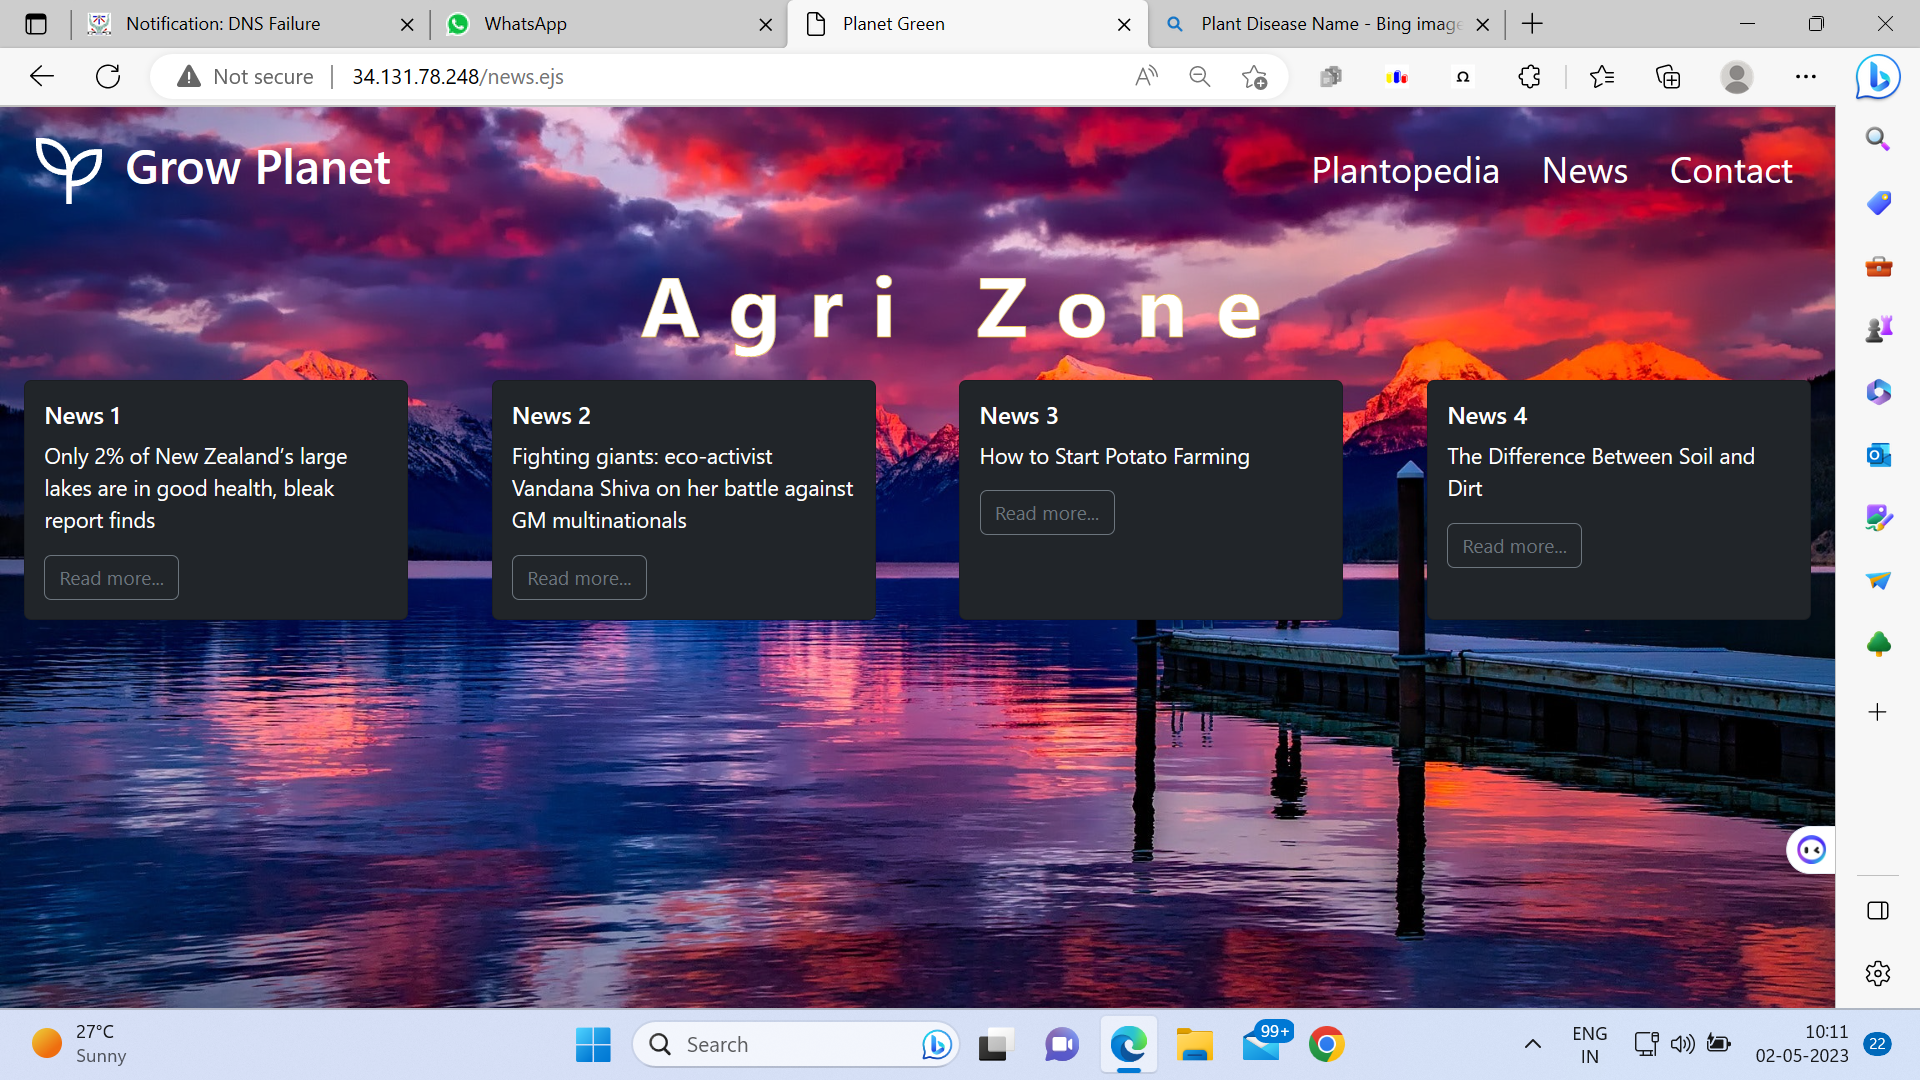 Notification: DNS Failure
WhatsApp
Planet Green
Plant Disease Name - Bing image
Not secure
34.131.78.248/news.ejs
Grow Planet
Plantopedia
News
Contact
Agri Zone
News 1
Only 2% of New Zealand’s large
lakes are in good health, bleak
report finds
Read more...
News 2
Fighting giants: eco-activist
Vandana Shiva on her battle against
GM multinationals
Read more...
News 3
How to Start Potato Farming
Read more...
News 4
The Difference Between Soil and
Dirt
Read more...
27°C
Sunny
Search
99+
ENG
IN
10:11
02-05-2023
22